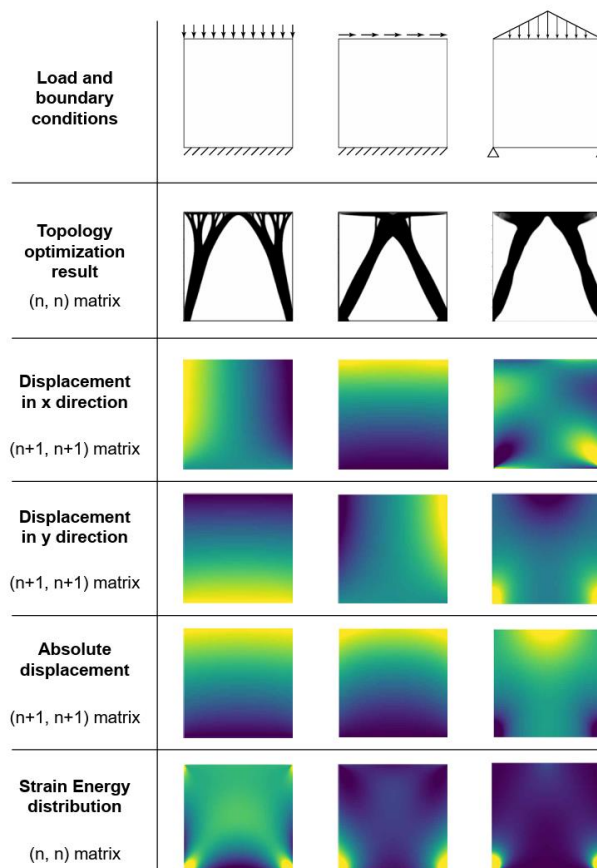 Load and
boundary
conditions
Topology
optimization
result
(n, n) matrix
Displacement
in x direction
(n+1, n+1) matrix
Displacement
in y direction
(n+1, n+1) matrix
Absolute
displacement
(n+1, n+1) matrix
Strain Energy
distribution
(n, n) matrix